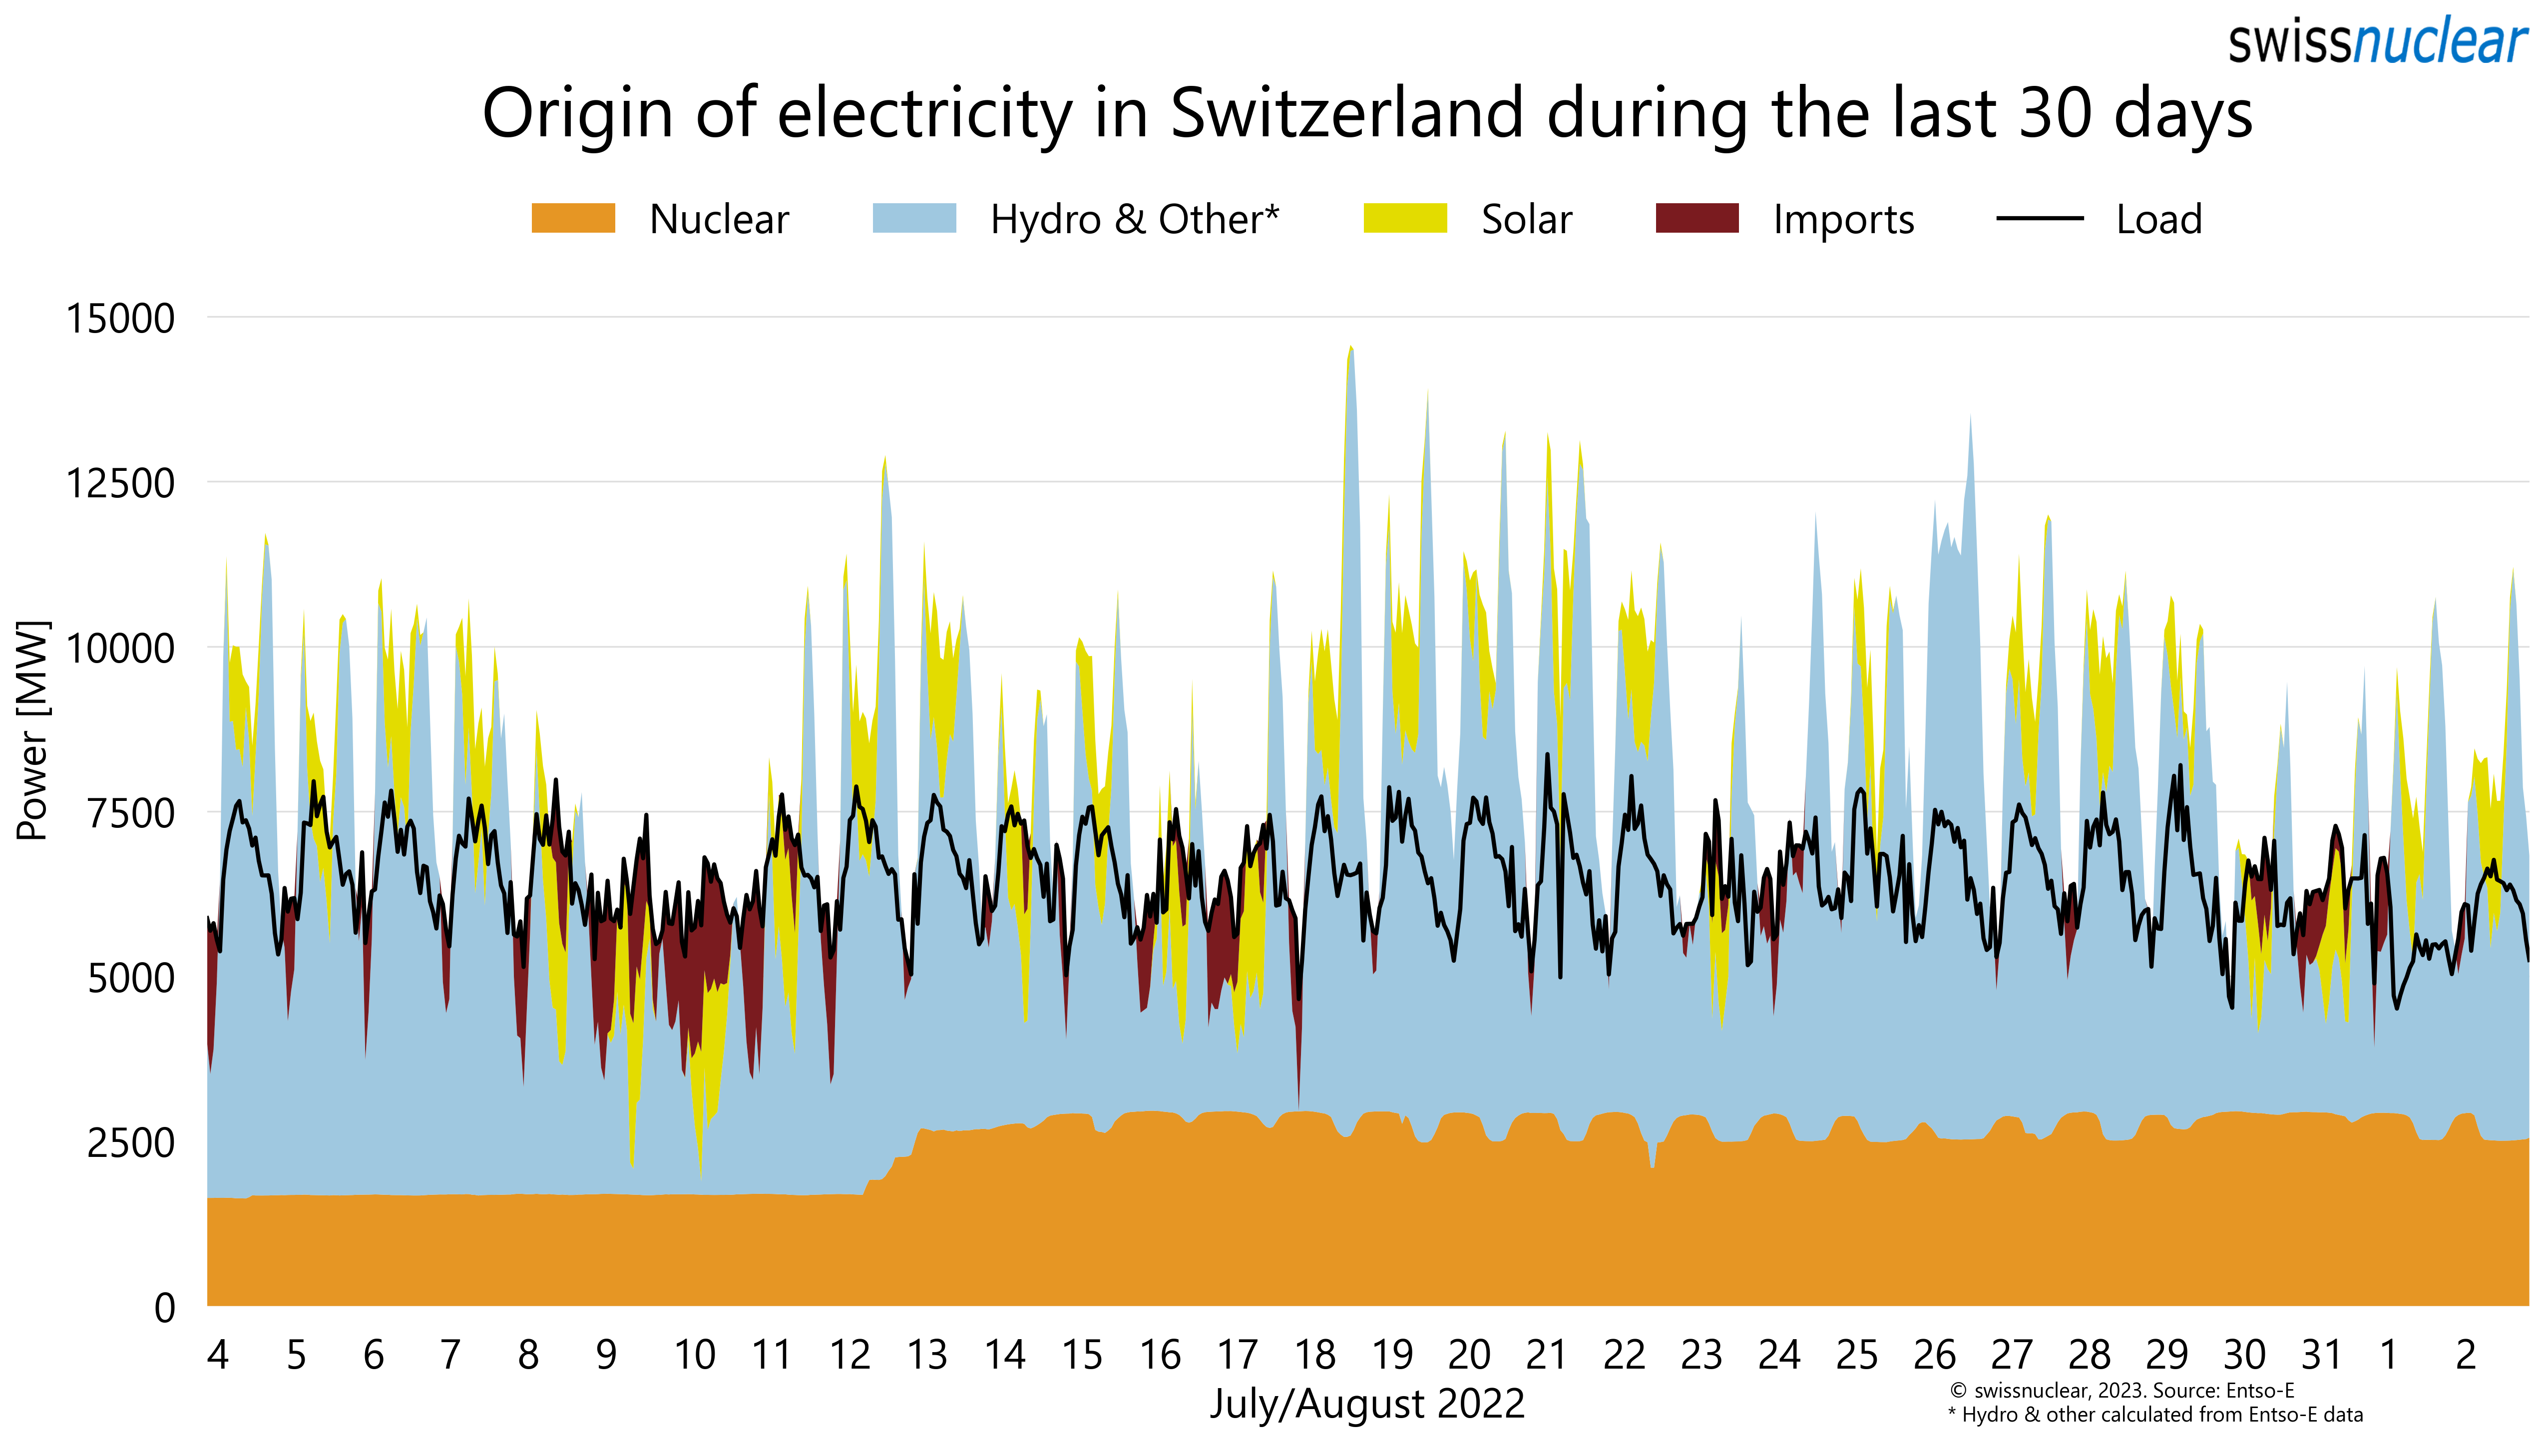 swissnuclear
Origin of electricity in Switzerland during the last 30 days
Nuclear Hydro & Other* Solar Imports Load
15000
12500
10000
7500
5000
2500
0
Power [MW]
4 5 6 7 8 9 10 11 12 13 14 15 16 17 18 19 20 21 22 23 24 25 26 27 28 29 30 31 1 2
July/August 2022
© swissnuclear, 2023. Source: Entso-E
* Hydro & other calculated from Entso-E data